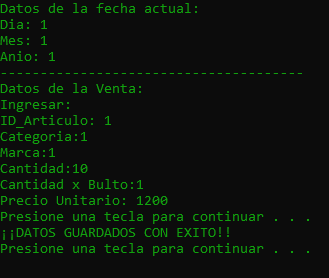 Datos de la fecha actual:
Dia: 1
Mes: 1
Anio: 1
--------------------------------------
Datos de la Venta:
Ingresar:
ID_Articulo: 1
Categoria:1
Marca:1
Cantidad:10
Cantidad x Bulto:1
Precio Unitario: 1200
Presione una tecla para continuar . . .
¡¡DATOS GUARDADOS CON EXITO!!
Presione una tecla para continuar . . .